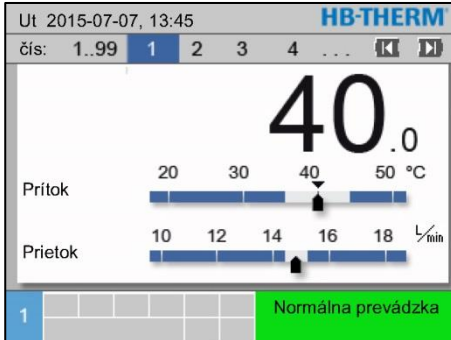 Ut 2015-07-07, 13:45 HB-THERM
čís: 1..99 1 2 3 4 ...
40.0
20 30 40 50 °C
Prítok
10 12 14 16 18 L/min
Prietok
1 Normálna prevádzka